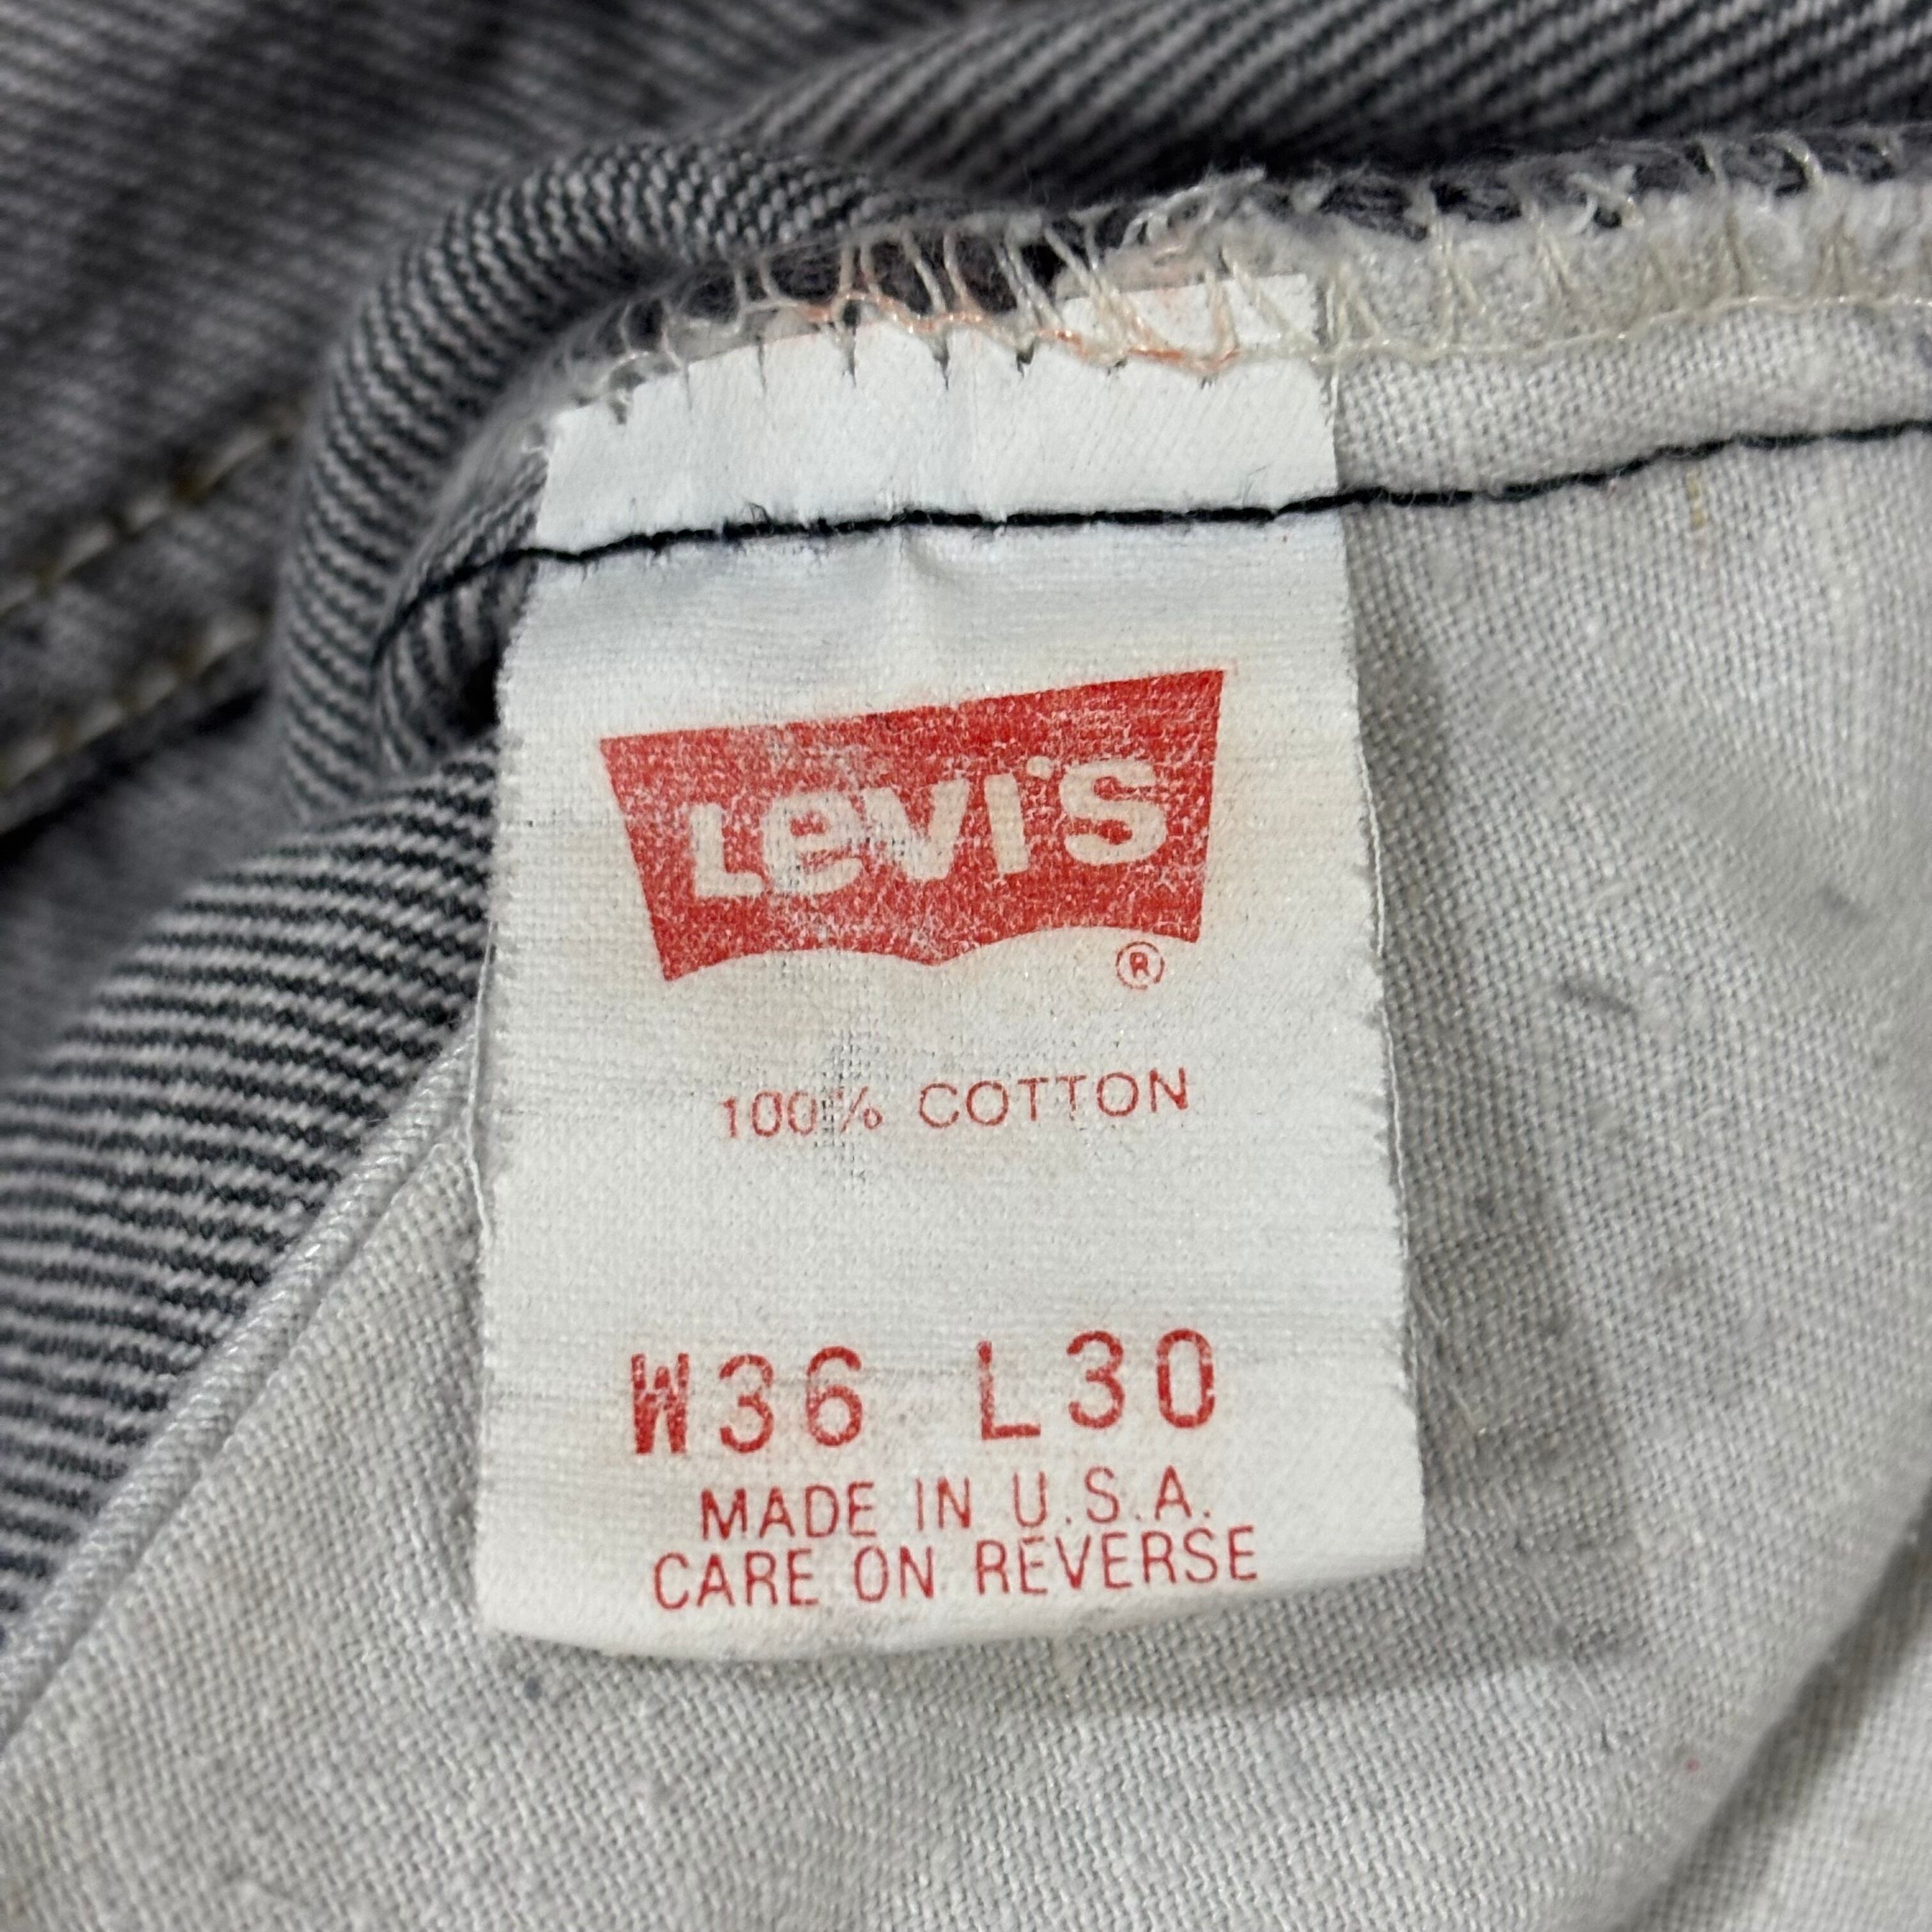 Levi's
®
100% COTTON
W36 L30
MADE IN U.S.A.
CARE ON REVERSE